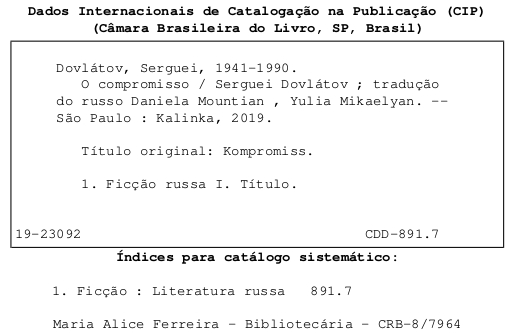 Dados Internacionais de Catalogação na Publicação (CIP)
(Câmara Brasileira do Livro, SP, Brasil)
Dovlátov, Serguei, 1941-1990.
O compromisso / Serguei Dovlátov ; tradução
do russo Daniela Mountian , Yulia Mikaelyan. --
São Paulo : Kalinka, 2019.
Título original: Kompromiss.
1. Ficção russa I. Título.
19-23092 CDD-891.7
Índices para catálogo sistemático:
1. Ficção : Literatura russa 891.7
Maria Alice Ferreira - Bibliotecária - CRB-8/7964